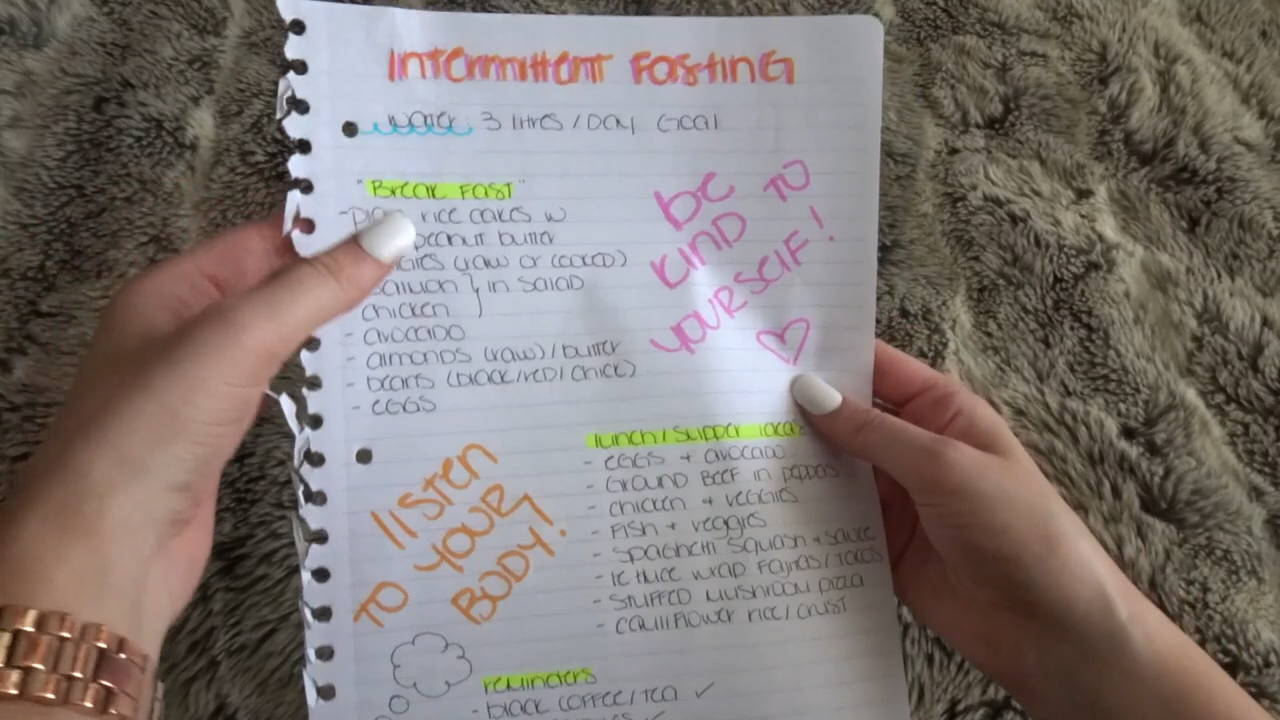 Intermittent Fasting
Water: 3 litres/Day Goal
"Break Fast"
rice cakes w
peanut butter
(raw or cooked)
salmon } in salad
chicken
- avocado
- almonds (raw)/butter
- beans (black/red/chick)
- EGGS
Be
KIND TO
YOURSELF!
LISTEN
TO YOUR
BODY!
lunch/supper ideas
- EGGS + avocado
- Ground Beef in peppers
- chicken + veggies
- Fish + veggies
- spaghetti squash + sauce
- lettuce wrap Fajitas/Tacos
- stuffed mushroom pizza
- cauliflower rice/crust
reminders
- black coffee/tea ✓